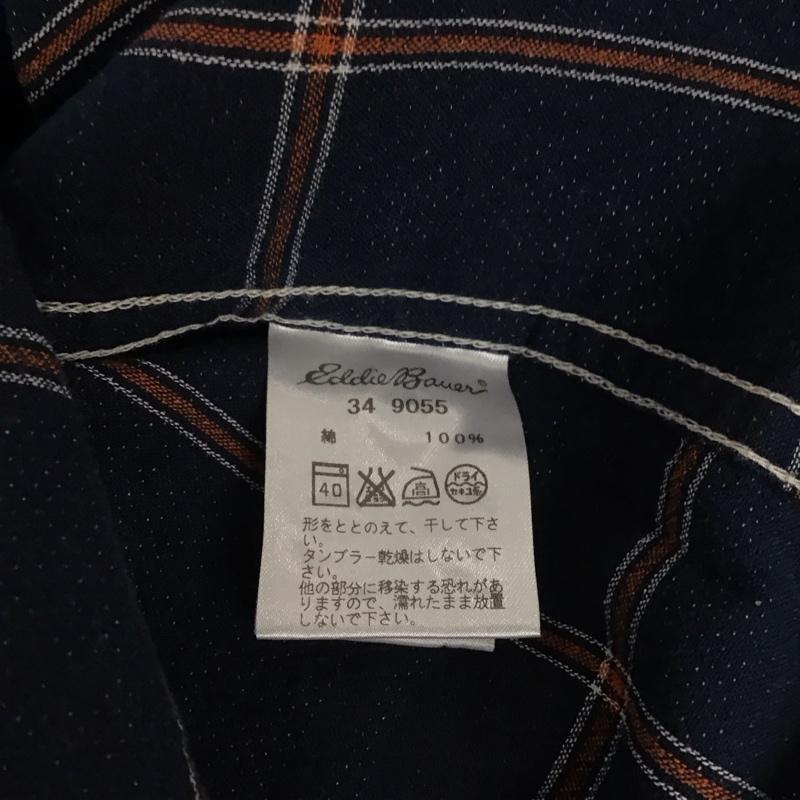 Eddie Bauer®
34 9055
綿 100%
40 高 ドライ
セキユ系
形をととのえて、干して下さ
い。
タンブラー乾燥はしないで下
さい。
他の部分に移染する恐れがあ
りますので、濡れたまま放置
しないで下さい。